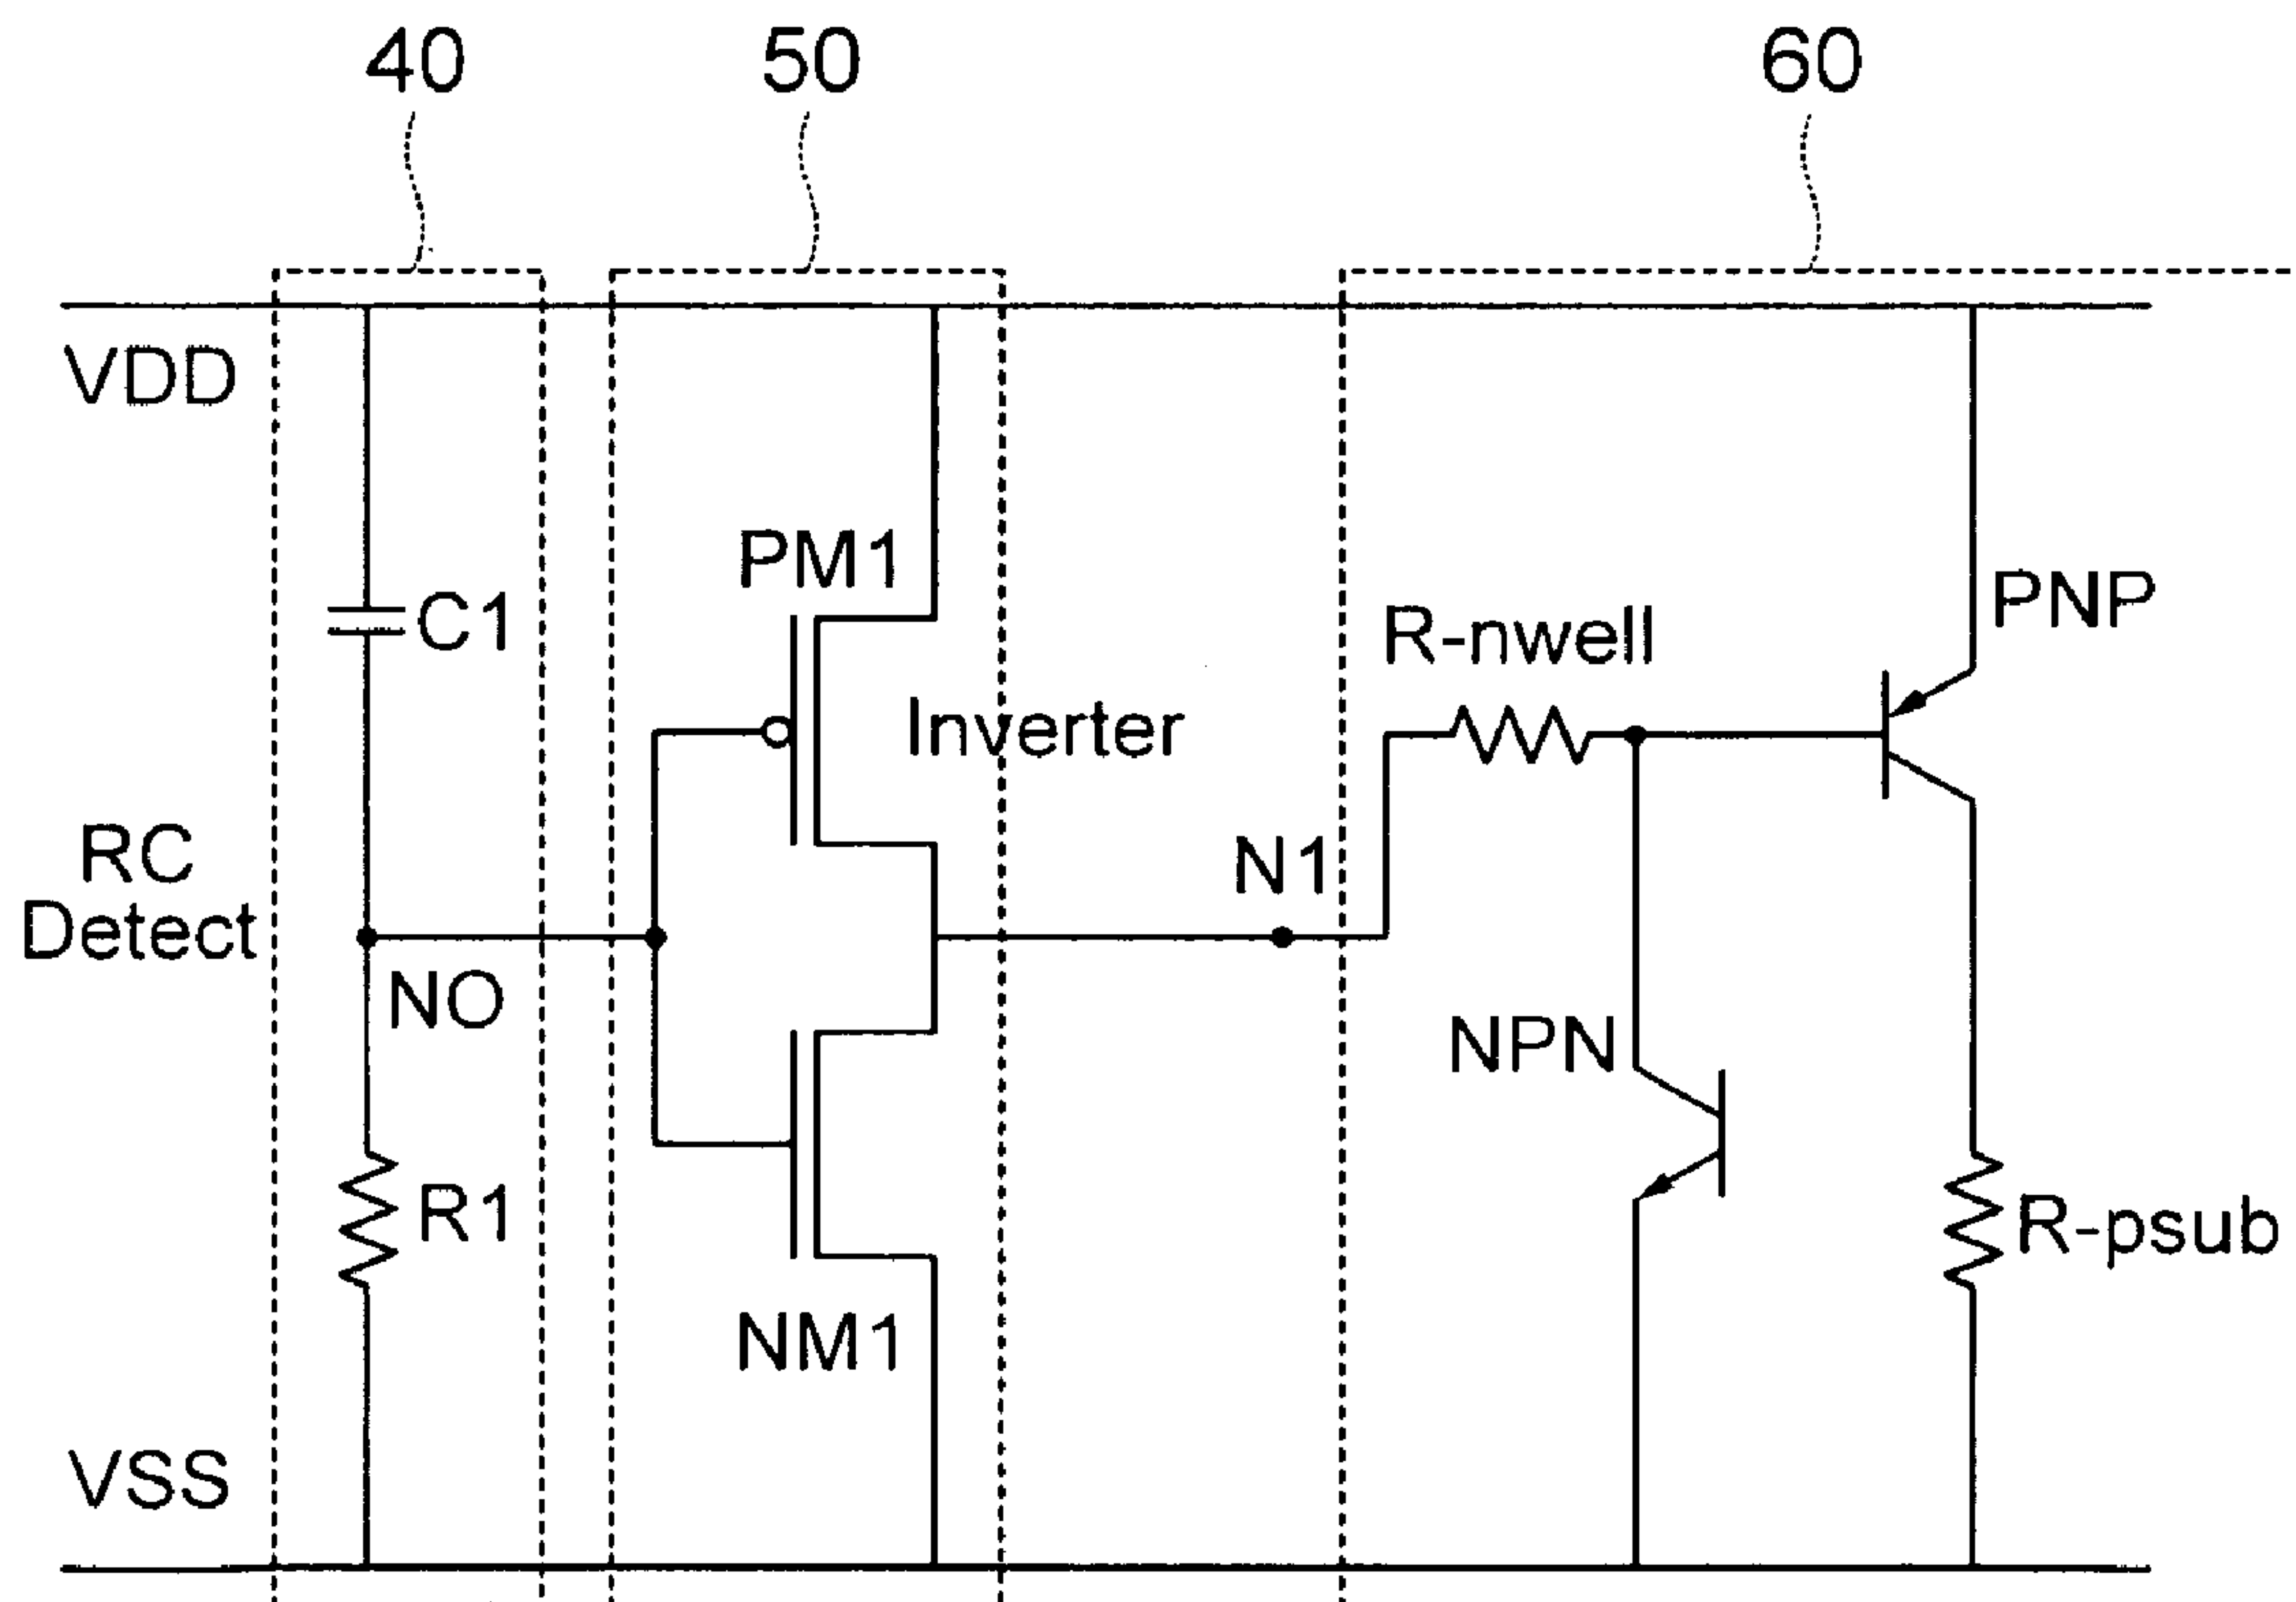 40
50
60
VDD
PM1
PNP
C1
R-nwell
Inverter
RC
Detect
N1
NO
NPN
R1
R-psub
NM1
VSS